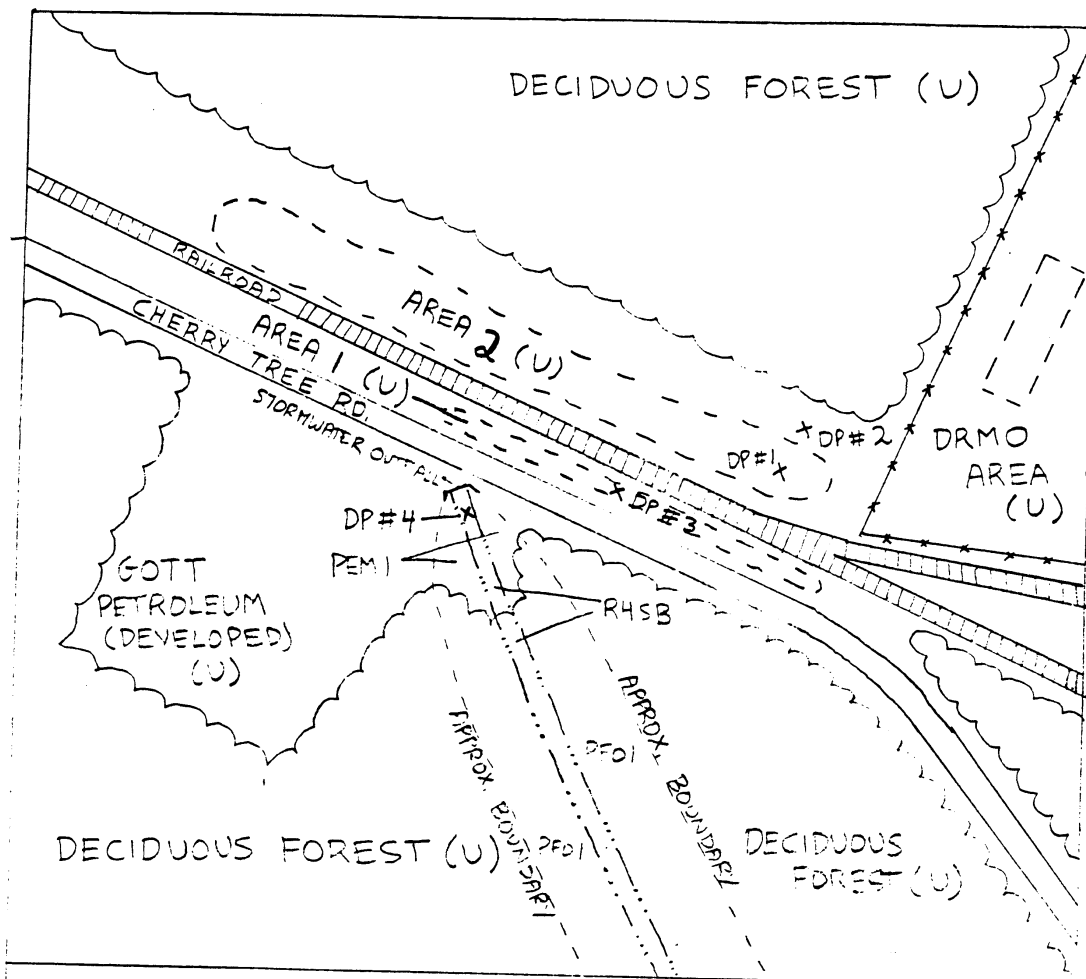 DECIDUOUS FOREST (U)
RAILROAD
AREA 2 (U)
AREA 1 (U)
CHERRY TREE RD.
STORMWATER OUTFALL
DP#2
DP#1
DRMO
AREA
(U)
DP#3
DP#4
PEM1
GOTT
PETROLEUM
(DEVELOPED)
(U)
R4SB
APPROX. BOUNDARY
PFO1
APPROX. BOUNDARY
DECIDUOUS FOREST (U)
PFO1
DECIDUOUS
FOREST (U)